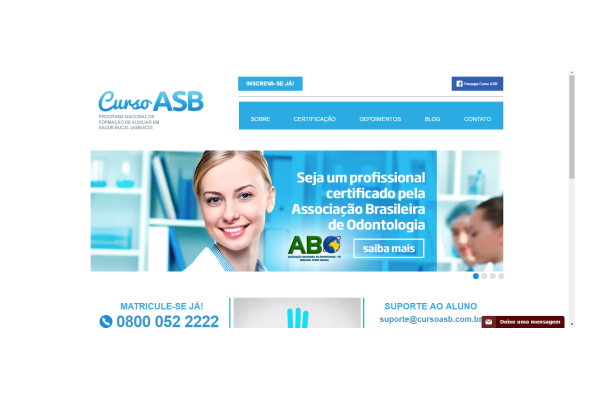 INSCREVA-SE JÁ!
Fanpage Curso ASB
Curso ASB
PROGRAMA NACIONAL DE
FORMAÇÃO DE AUXILIAR EM
SAÚDE BUCAL (ABENCD)
SOBRE
CERTIFICAÇÃO
DEPOIMENTOS
BLOG
CONTATO
Seja um profissional
certificado pela
Associação Brasileira
de Odontologia
ABO
saiba mais
MATRICULE-SE JÁ!
0800 052 2222
SUPORTE AO ALUNO
suporte@cursoasb.com.br
Deixe uma mensagem